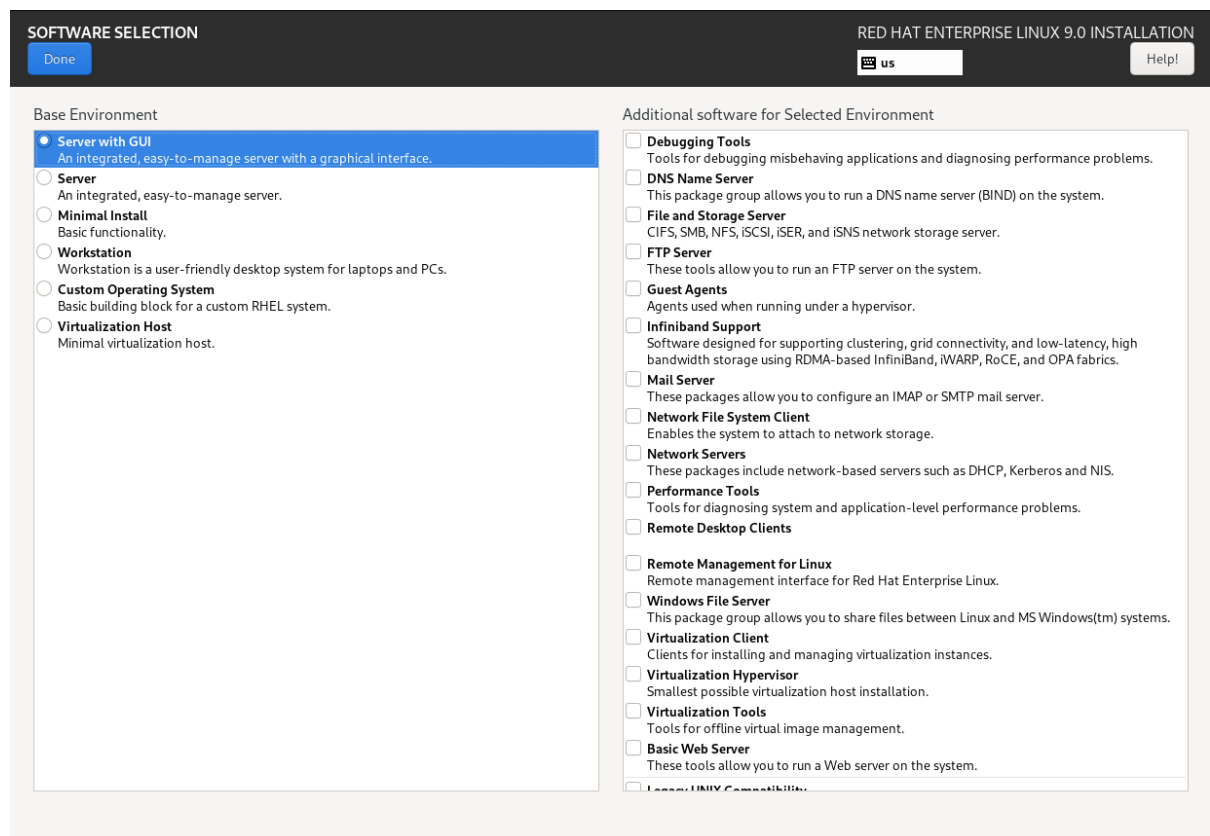 SOFTWARE SELECTION
RED HAT ENTERPRISE LINUX 9.0 INSTALLATION
Done
us
Help!
Base Environment
Server with GUI
An integrated, easy-to-manage server with a graphical interface.
Server
An integrated, easy-to-manage server.
Minimal Install
Basic functionality.
Workstation
Workstation is a user-friendly desktop system for laptops and PCs.
Custom Operating System
Basic building block for a custom RHEL system.
Virtualization Host
Minimal virtualization host.
Additional software for Selected Environment
Debugging Tools
Tools for debugging misbehaving applications and diagnosing performance problems.
DNS Name Server
This package group allows you to run a DNS name server (BIND) on the system.
File and Storage Server
CIFS, SMB, NFS, iSCSI, iSER, and iSNS network storage server.
FTP Server
These tools allow you to run an FTP server on the system.
Guest Agents
Agents used when running under a hypervisor.
Infiniband Support
Software designed for supporting clustering, grid connectivity, and low-latency, high
bandwidth storage using RDMA-based InfiniBand, iWARP, RoCE, and OPA fabrics.
Mail Server
These packages allow you to configure an IMAP or SMTP mail server.
Network File System Client
Enables the system to attach to network storage.
Network Servers
These packages include network-based servers such as DHCP, Kerberos and NIS.
Performance Tools
Tools for diagnosing system and application-level performance problems.
Remote Desktop Clients
Remote Management for Linux
Remote management interface for Red Hat Enterprise Linux.
Windows File Server
This package group allows you to share files between Linux and MS Windows(tm) systems.
Virtualization Client
Clients for installing and managing virtualization instances.
Virtualization Hypervisor
Smallest possible virtualization host installation.
Virtualization Tools
Tools for offline virtual image management.
Basic Web Server
These tools allow you to run a Web server on the system.
Legacy UNIX Compatibility